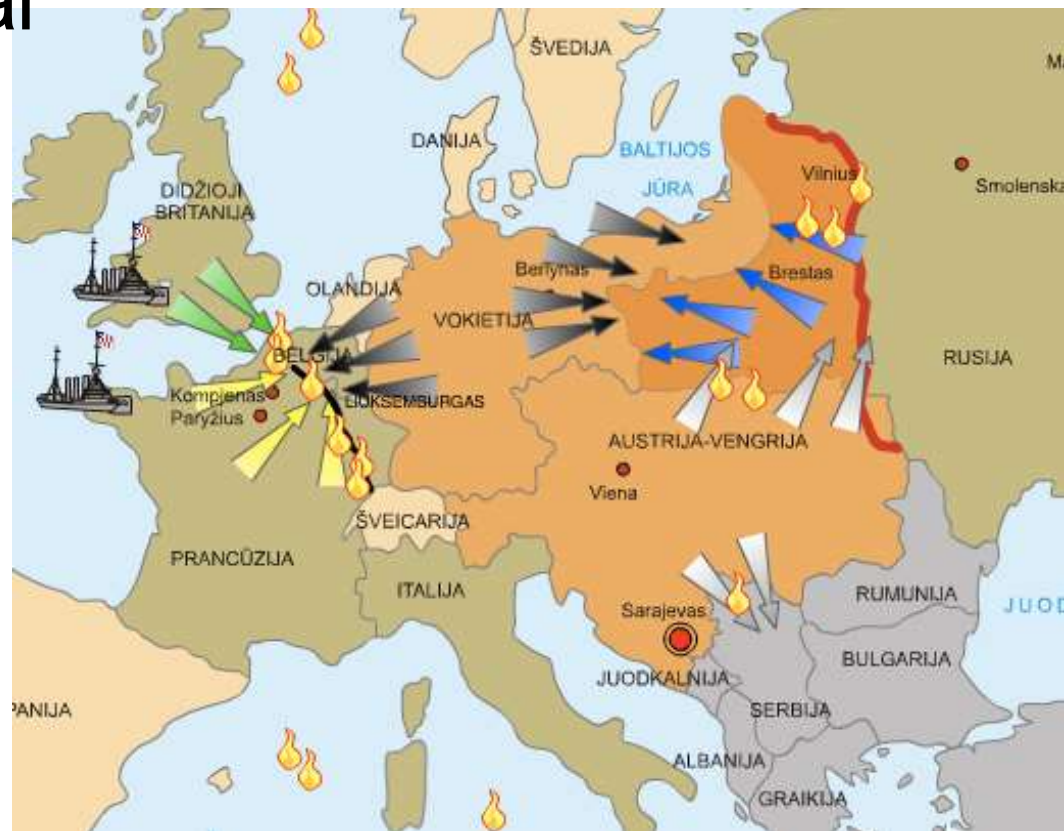 ŠVEDIJA
DANIJA
BALTIJOS
JŪRA
Vilnius
Smolenska
DIDŽIOJI
BRITANIJA
OLANDIJA
Berlynas
Brestas
VOKIETIJA
BELGIJA
RUSIJA
Kompjenas
LIUKSEMBURGAS
Paryžius
AUSTRIJA-VENGRIJA
Viena
ŠVEICARIJA
PRANCŪZIJA
ITALIJA
RUMUNIJA
Sarajevas
JUOD
BULGARIJA
JUODKALNIJA
PANIJA
SERBIJA
ALBANIJA
GRAIKIJA